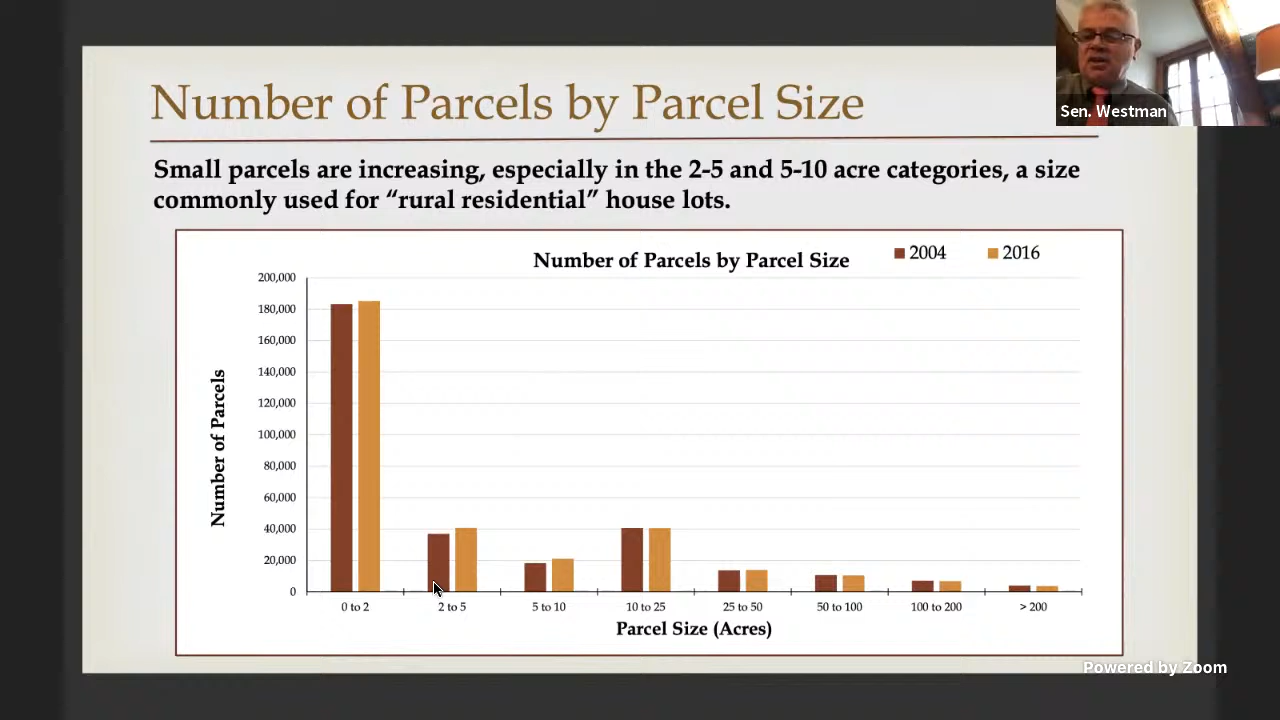 Number of Parcels by Parcel Size
Sen. Westman
Small parcels are increasing, especially in the 2-5 and 5-10 acre categories, a size
commonly used for “rural residential” house lots.
Number of Parcels by Parcel Size
2004 2016
200,000
180,000
160,000
140,000
120,000
100,000
80,000
60,000
40,000
20,000
0
Number of Parcels
0 to 2 2 to 5 5 to 10 10 to 25 25 to 50 50 to 100 100 to 200 > 200
Parcel Size (Acres)
Powered by Zoom